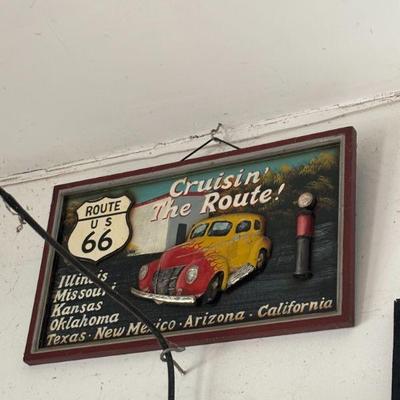 Cruisin'
The Route!
ROUTE
US
66
Illinois
Missouri
Kansas
Oklahoma
Texas · New Mexico · Arizona · California